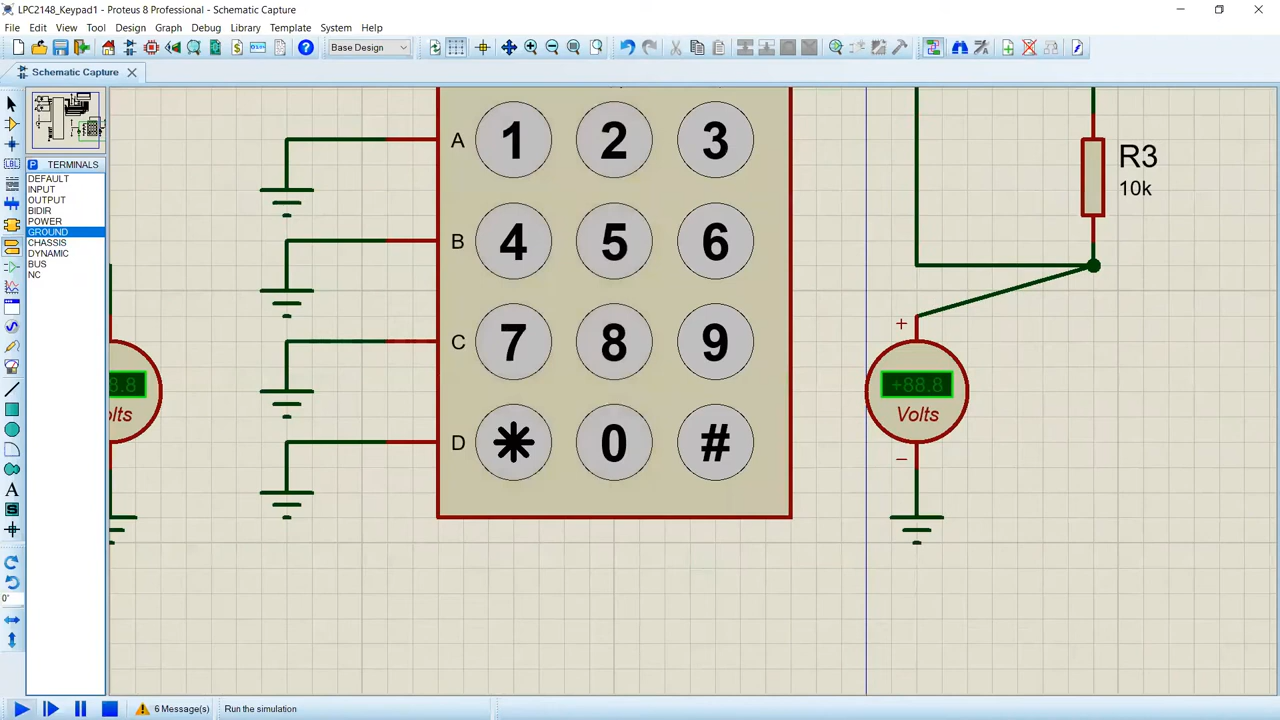 LPC2148_Keypad1 - Proteus 8 Professional - Schematic Capture
File Edit View Tool Design Graph Debug Library Template System Help
Base Design
Schematic Capture
P TERMINALS
DEFAULT
INPUT
OUTPUT
BIDIR
POWER
GROUND
CHASSIS
DYNAMIC
BUS
NC
0°
A 1 2 3
R3
10k
B 4 5 6
+
C 7 8 9
8.8
+88.8
olts
Volts
D * 0 #
−
6 Message(s) Run the simulation